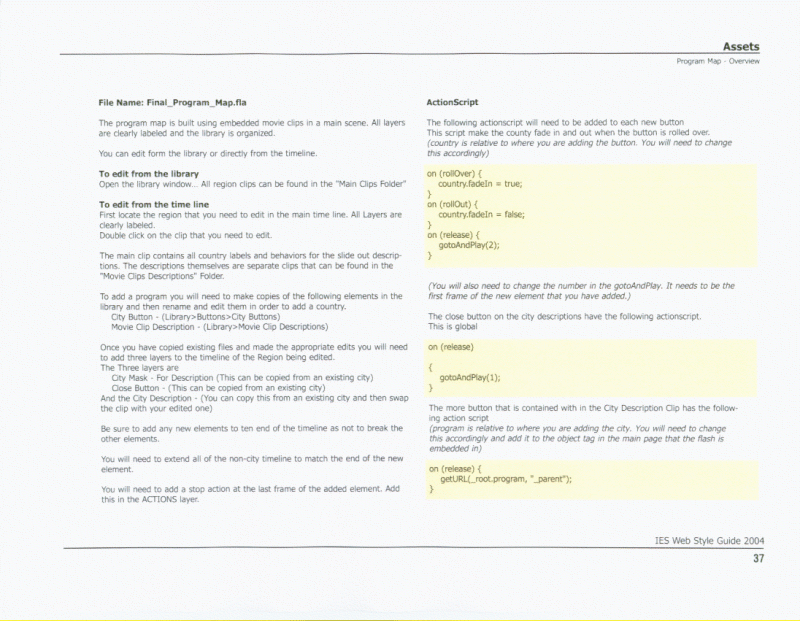 Assets
Program Map - Overview
File Name: Final_Program_Map.fla
The program map is built using embedded movie clips in a main scene. All layers
are clearly labeled and the library is organized.
You can edit form the library or directly from the timeline.
To edit from the library
Open the library window... All region clips can be found in the "Main Clips Folder"
To edit from the time line
First locate the region that you need to edit in the main time line. All Layers are
clearly labeled.
Double click on the clip that you need to edit.
The main clip contains all country labels and behaviors for the slide out descrip-
tions. The descriptions themselves are separate clips that can be found in the
"Movie Clips Descriptions" Folder.
To add a program you will need to make copies of the following elements in the
library and then rename and edit them in order to add a country.
City Button - (Library>Buttons>City Buttons)
Movie Clip Description - (Library>Movie Clip Descriptions)
Once you have copied existing files and made the appropriate edits you will need
to add three layers to the timeline of the Region being edited.
The Three layers are
City Mask - For Description (This can be copied from an existing city)
Close Button - (This can be copied from an existing city)
And the City Description - (You can copy this from an existing city and then swap
the clip with your edited one)
Be sure to add any new elements to ten end of the timeline as not to break the
other elements.
You will need to extend all of the non-city timeline to match the end of the new
element.
You will need to add a stop action at the last frame of the added element. Add
this in the ACTIONS layer.
ActionScript
The following actionscript will need to be added to each new button
This script make the county fade in and out when the button is rolled over.
(country is relative to where you are adding the button. You will need to change
this accordingly)
on (rollOver) {
country.fadeIn = true;
}
on (rollOut) {
country.fadeIn = false;
}
on (release) {
gotoAndPlay(2);
}
(You will also need to change the number in the gotoAndPlay. It needs to be the
first frame of the new element that you have added.)
The close button on the city descriptions have the following actionscript.
This is global
on (release)
{
gotoAndPlay(1);
}
The more button that is contained with in the City Description Clip has the follow-
ing action script
(program is relative to where you are adding the city. You will need to change
this accordingly and add it to the object tag in the main page that the flash is
embedded in)
on (release) {
getURL(_root.program, "_parent");
}
IES Web Style Guide 2004
37